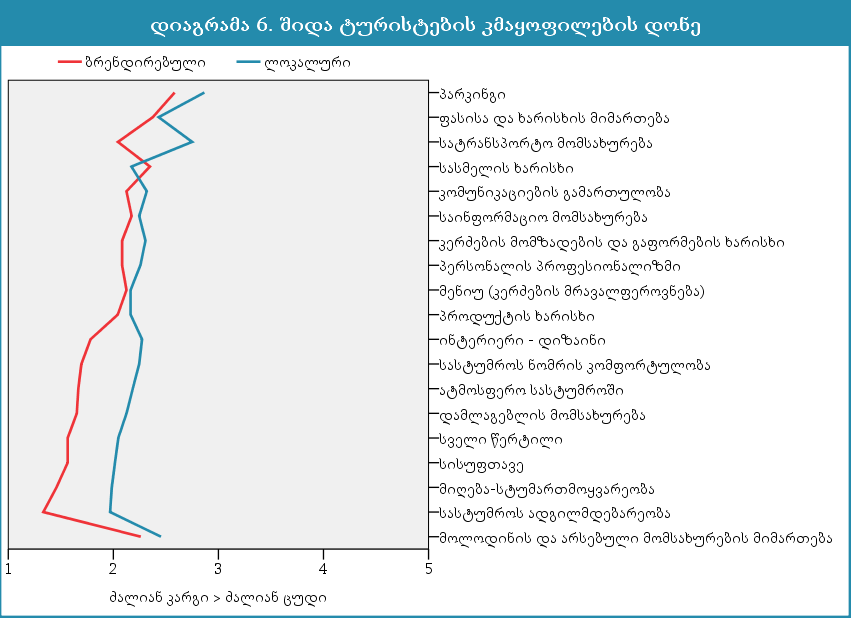 დიაგრამა 6. შიდა ტურისტების კმაყოფილების დონე
ბრენდირებული ლოკალური
პარკინგი
ფასისა და ხარისხის მიმართება
სატრანსპორტო მომსახურება
სასმელის ხარისხი
კომუნიკაციების გამართულობა
საინფორმაციო მომსახურება
კერძების მომზადების და გაფორმების ხარისხი
პერსონალის პროფესიონალიზმი
მენიუ (კერძების მრავალფეროვნება)
პროდუქტის ხარისხი
ინტერიერი - დიზაინი
სასტუმროს ნომრის კომფორტულობა
ატმოსფერო სასტუმროში
დამლაგებლის მომსახურება
სველი წერტილი
სისუფთავე
მიღება-სტუმართმოყვარეობა
სასტუმროს ადგილმდებარეობა
მოლოდინის და არსებული მომსახურების მიმართება
1 2 3 4 5
ძალიან კარგი > ძალიან ცუდი